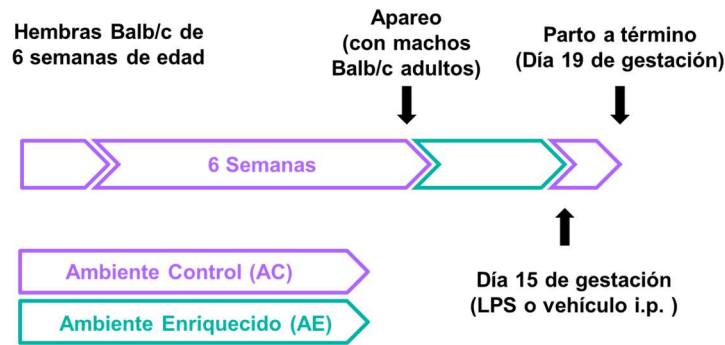 Hembras Balb/c de
6 semanas de edad
Apareo
(con machos
Balb/c adultos)
Parto a término
(Día 19 de gestación)
6 Semanas
Ambiente Control (AC)
Ambiente Enriquecido (AE)
Día 15 de gestación
(LPS o vehículo i.p. )